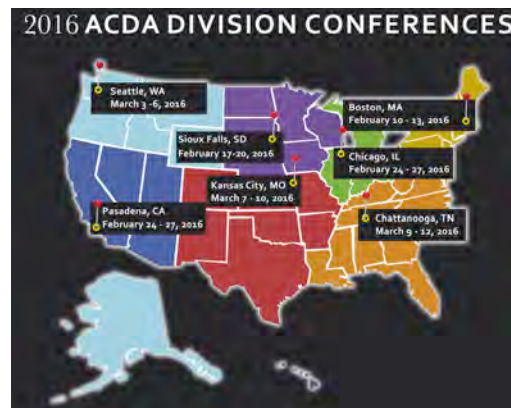 2016 ACDA DIVISION CONFERENCES
Seattle, WA
March 3 -6, 2016
Boston, MA
February 10 - 13, 2016
Sioux Falls, SD
February 17-20, 2016
Chicago, IL
February 24 - 27, 2016
Kansas City, MO
March 7 - 10, 2016
Pasadena, CA
February 24 - 27, 2016
Chattanooga, TN
March 9 - 12, 2016